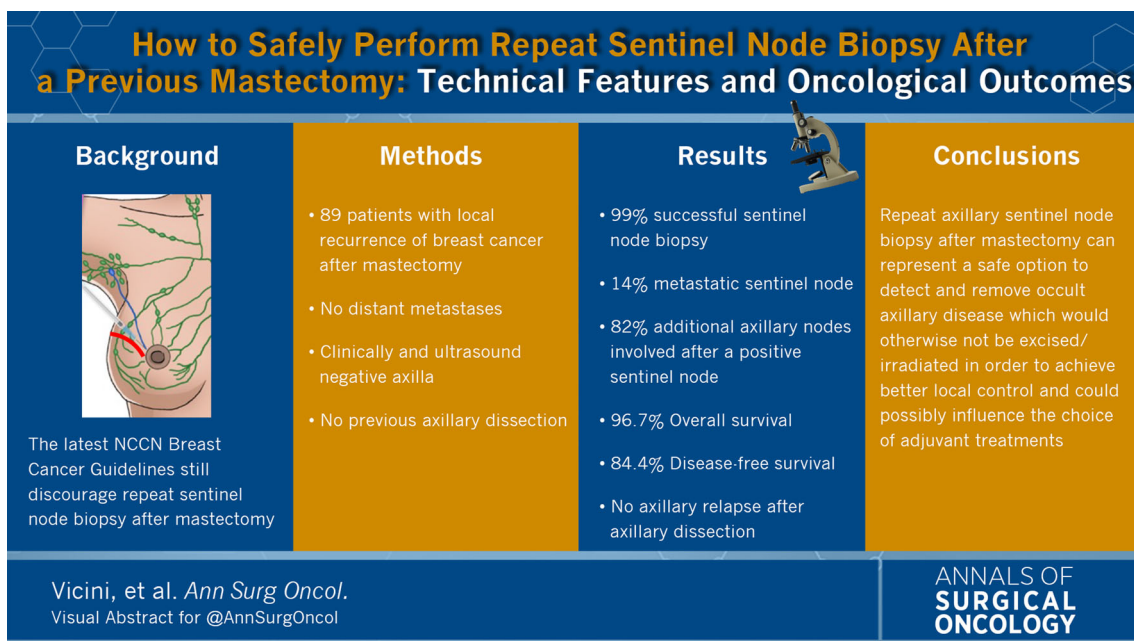 How to Safely Perform Repeat Sentinel Node Biopsy After
a Previous Mastectomy: Technical Features and Oncological Outcomes
Background
The latest NCCN Breast
Cancer Guidelines still
discourage repeat sentinel
node biopsy after mastectomy
Methods
• 89 patients with local
recurrence of breast cancer
after mastectomy
• No distant metastases
• Clinically and ultrasound
negative axilla
• No previous axillary dissection
Results
• 99% successful sentinel
node biopsy
• 14% metastatic sentinel node
• 82% additional axillary nodes
involved after a positive
sentinel node
• 96.7% Overall survival
• 84.4% Disease-free survival
• No axillary relapse after
axillary dissection
Conclusions
Repeat axillary sentinel node
biopsy after mastectomy can
represent a safe option to
detect and remove occult
axillary disease which would
otherwise not be excised/
irradiated in order to achieve
better local control and could
possibly influence the choice
of adjuvant treatments
Vicini, et al. Ann Surg Oncol.
Visual Abstract for @AnnSurgOncol
ANNALS OF
SURGICAL
ONCOLOGY